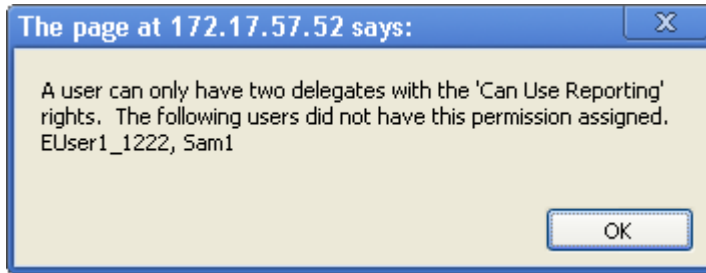 The page at 172.17.57.52 says:
A user can only have two delegates with the 'Can Use Reporting'
rights.  The following users did not have this permission assigned.
EUser1_1222, Sam1
OK